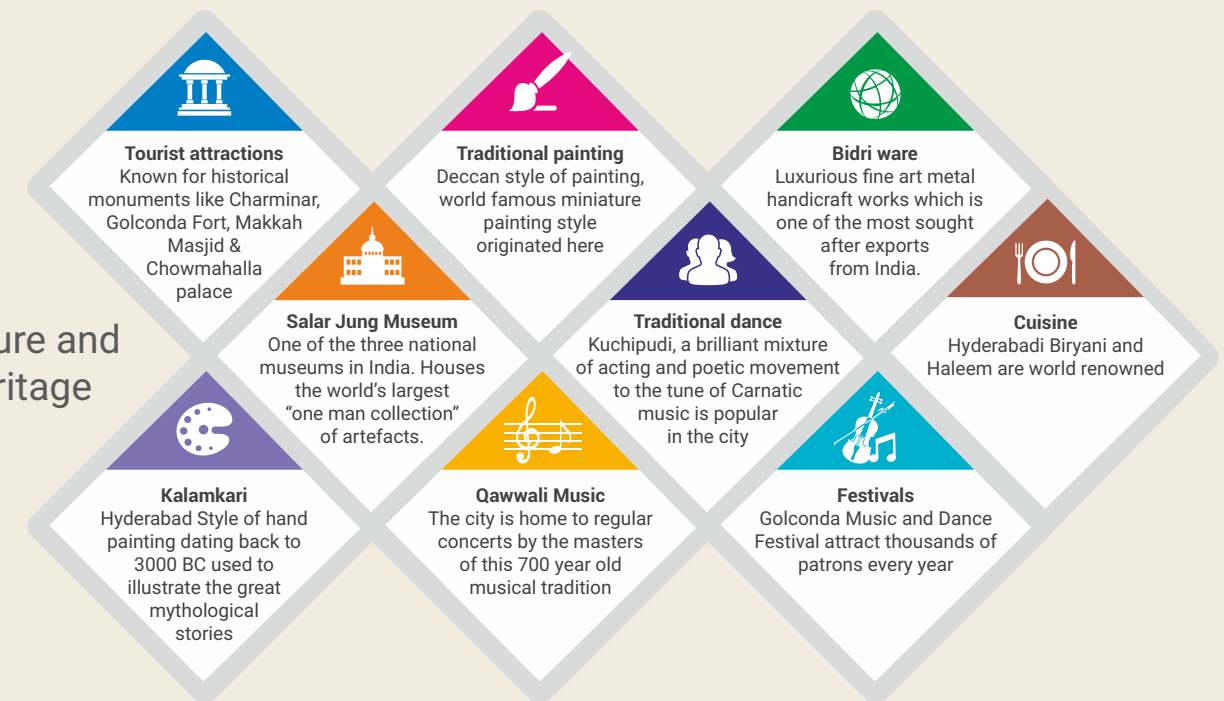 Tourist attractions
Known for historical
monuments like Charminar,
Golconda Fort, Makkah
Masjid &
Chowmahalla
palace
Traditional painting
Deccan style of painting,
world famous miniature
painting style
originated here
Bidri ware
Luxurious fine art metal
handicraft works which is
one of the most sought
after exports
from India.
ure and
ritage
Salar Jung Museum
One of the three national
museums in India. Houses
the world's largest
“one man collection”
of artefacts.
Traditional dance
Kuchipudi, a brilliant mixture
of acting and poetic movement
to the tune of Carnatic
music is popular
in the city
Cuisine
Hyderabadi Biryani and
Haleem are world renowned
Kalamkari
Hyderabad Style of hand
painting dating back to
3000 BC used to
illustrate the great
mythological
stories
Qawwali Music
The city is home to regular
concerts by the masters
of this 700 year old
musical tradition
Festivals
Golconda Music and Dance
Festival attract thousands of
patrons every year